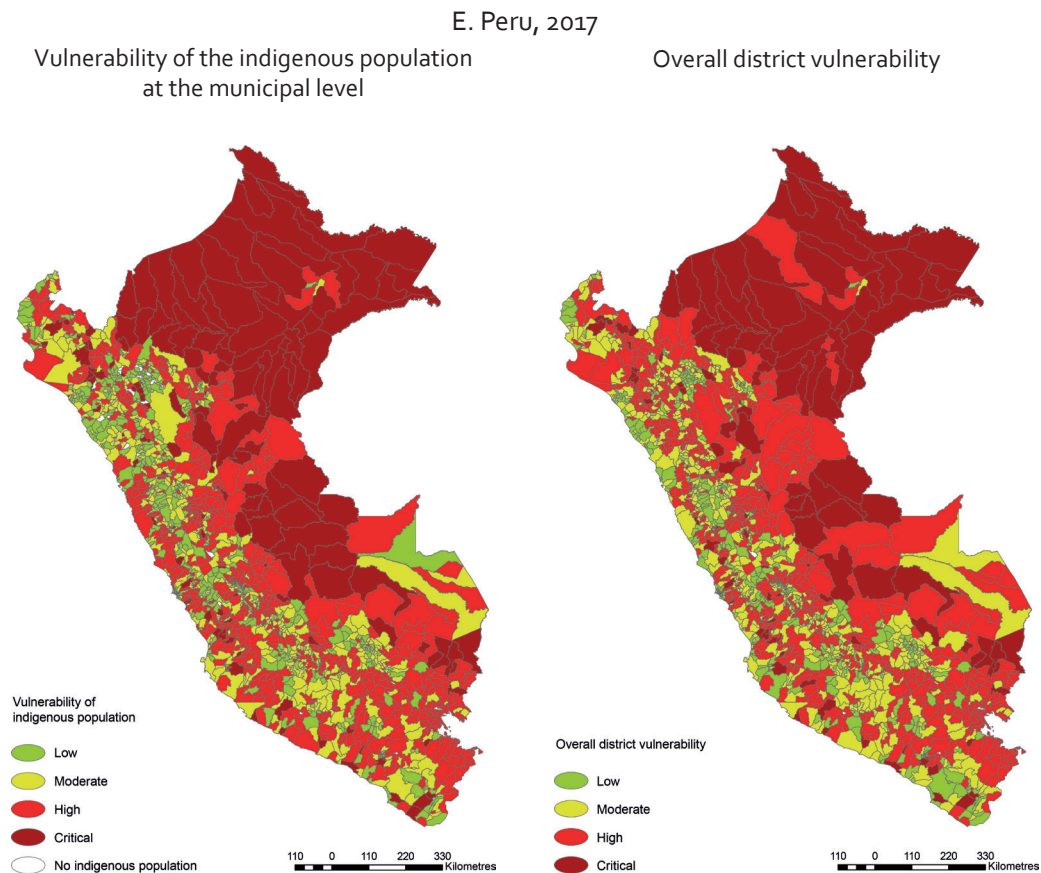 E. Peru, 2017
Vulnerability of the indigenous population
at the municipal level
Overall district vulnerability
Vulnerability of
indigenous population
Low
Moderate
High
Critical
No indigenous population
110 0 110 220 330
Kilometres
Overall district vulnerability
Low
Moderate
High
Critical
110 0 110 220 330
Kilometres